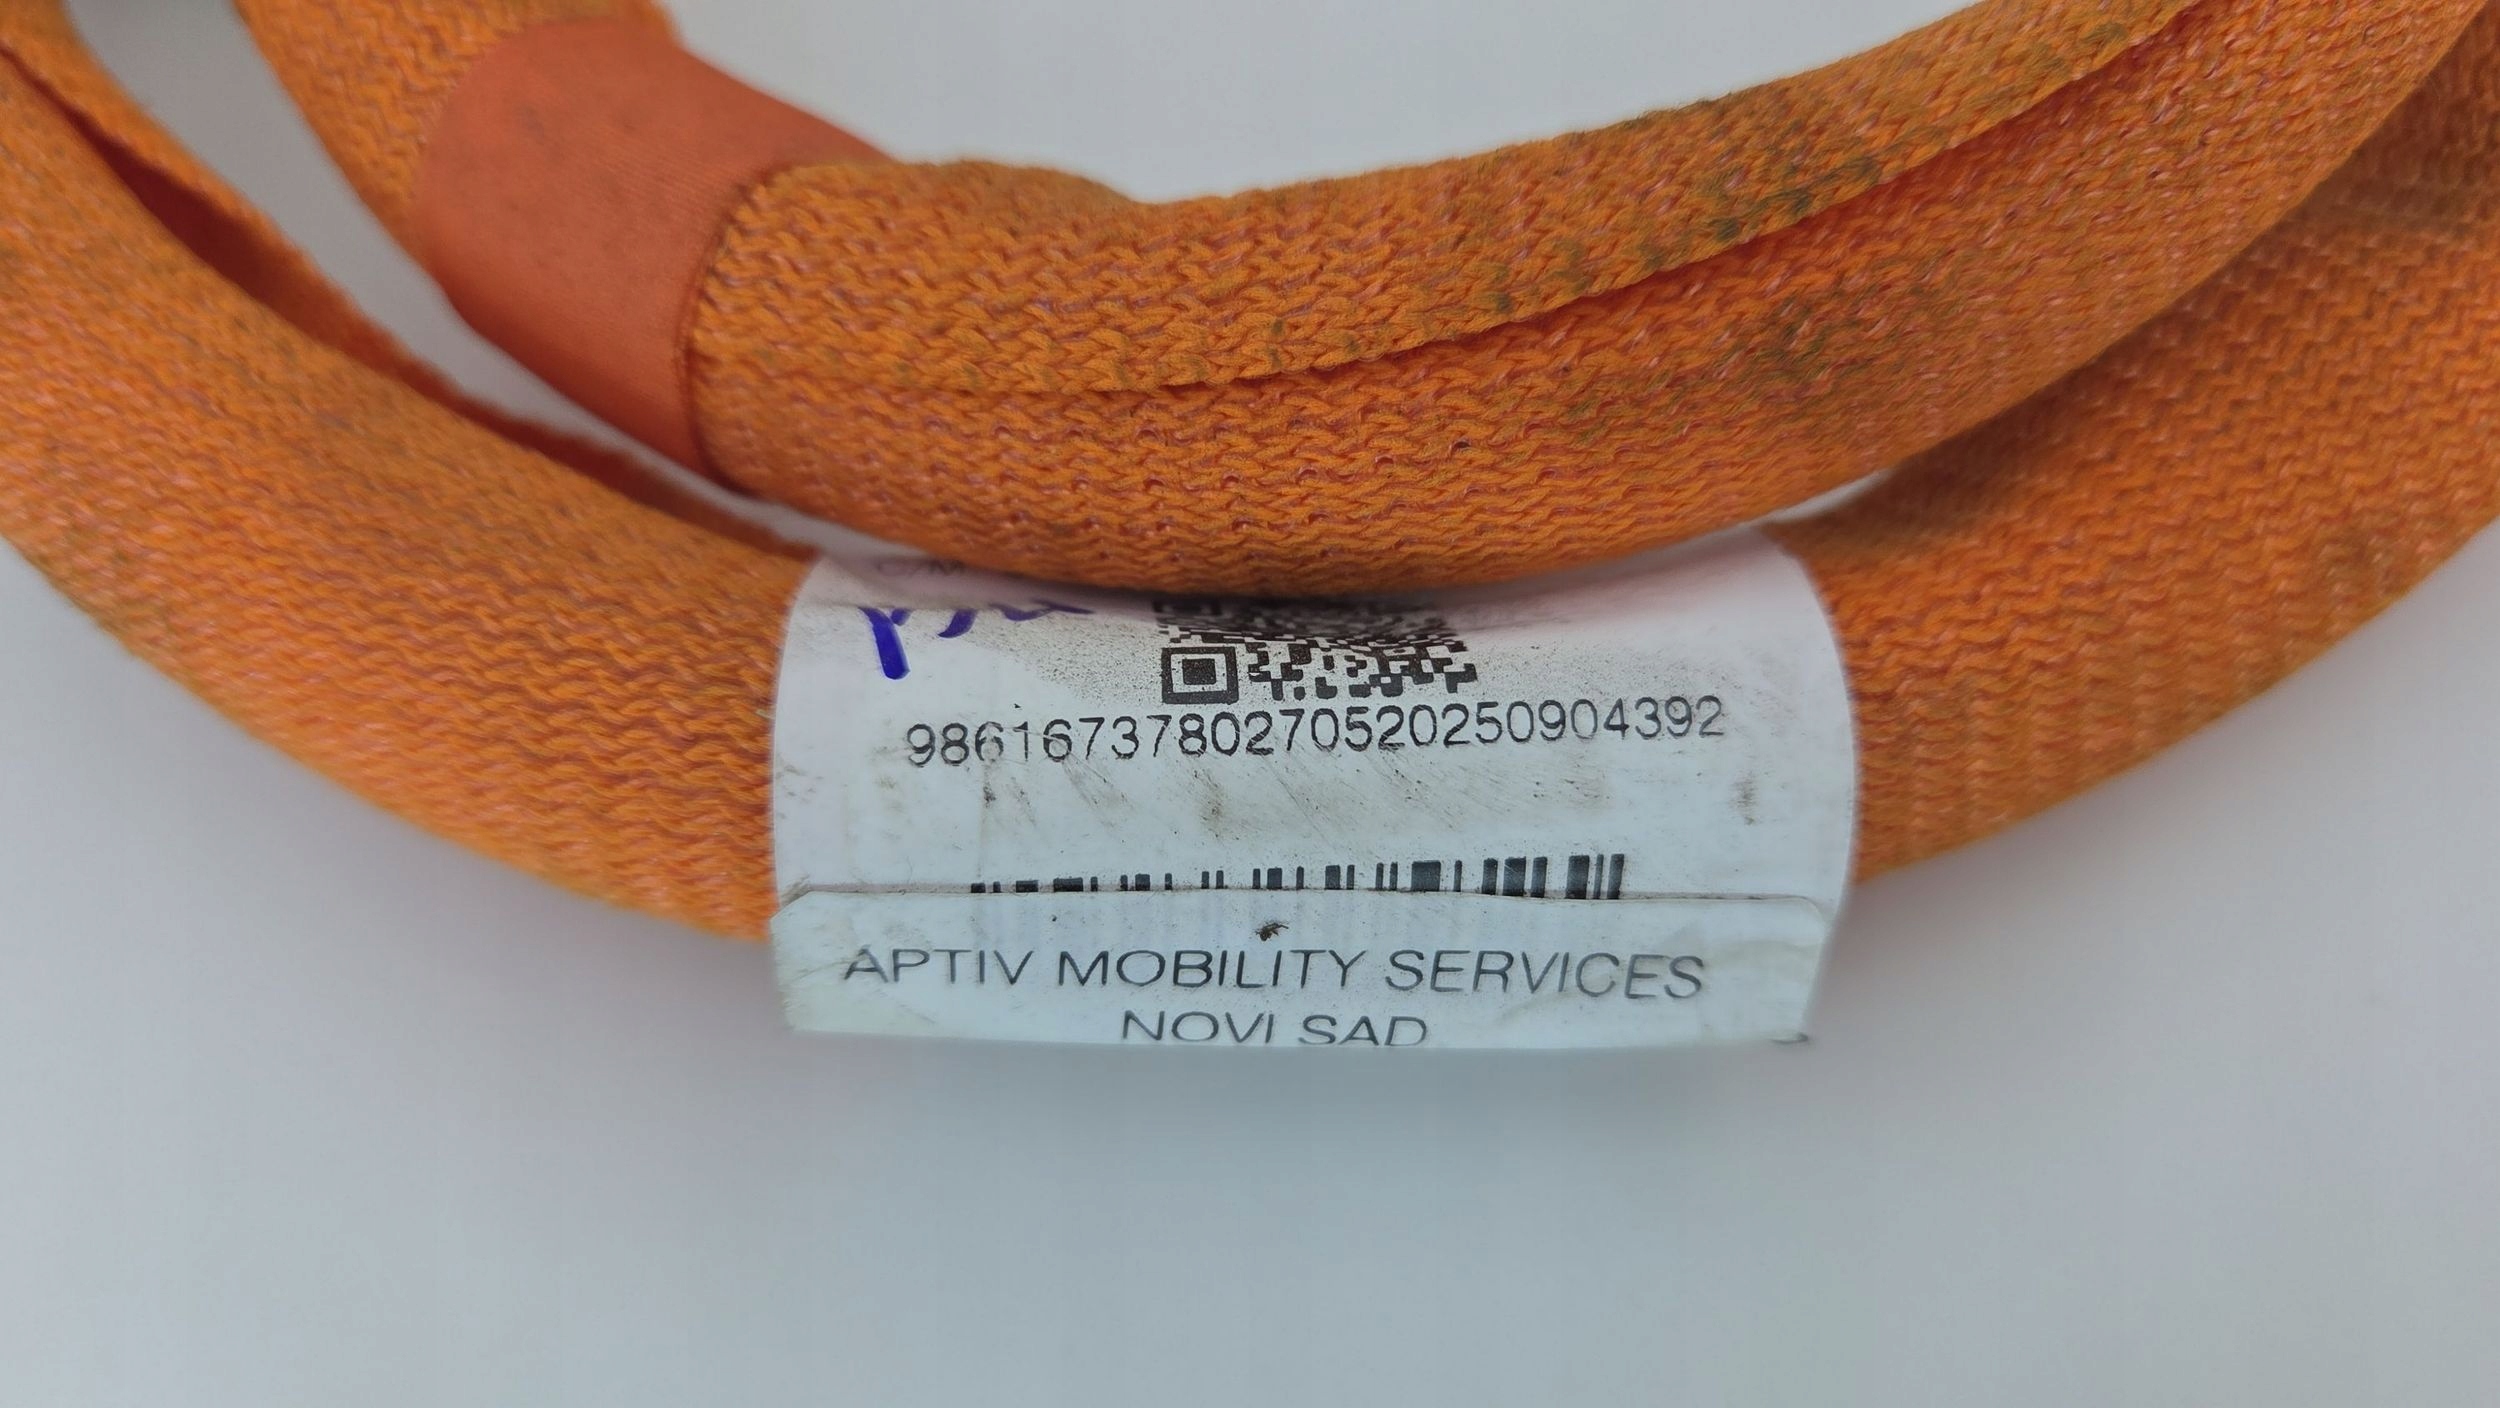 9861673780270520250904392
APTIV MOBILITY SERVICES
NOVI SAD